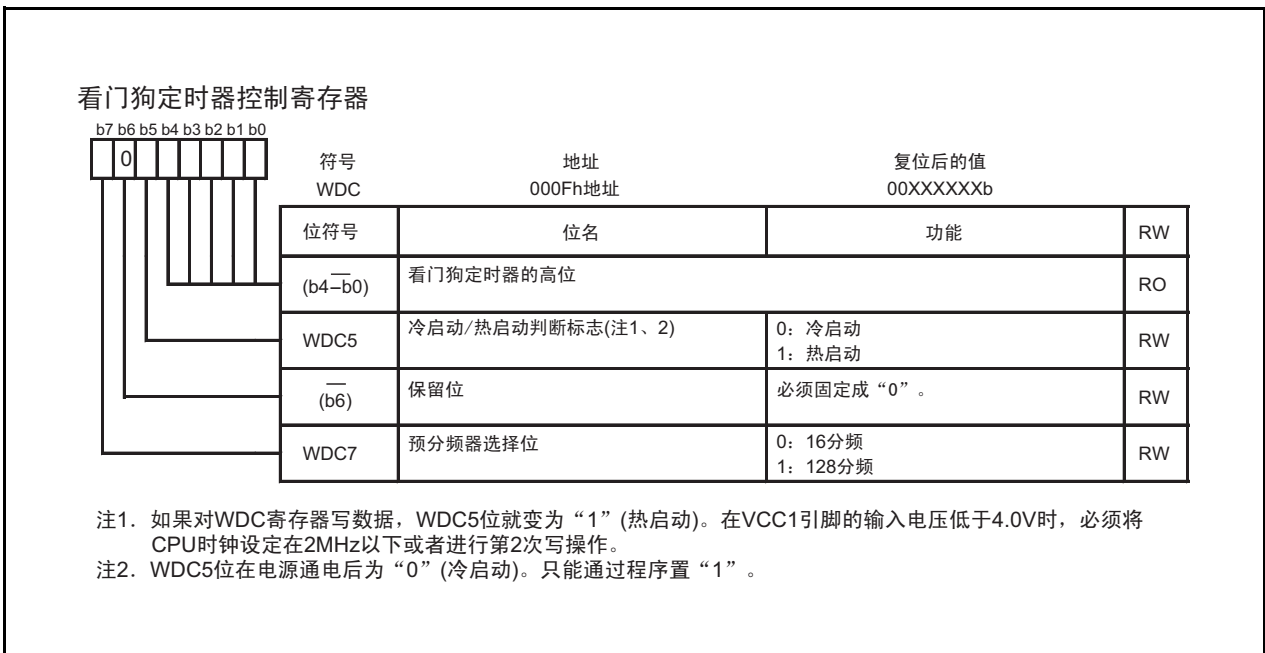 看门狗定时器控制寄存器
b7 b6 b5 b4 b3 b2 b1 b0
0
符号 地址 复位后的值
WDC 000Fh地址 00XXXXXXb
位符号 位名 功能 RW
—
(b4–b0) 看门狗定时器的高位 RO
WDC5 冷启动/热启动判断标志(注1、2) 0：冷启动 RW
1：热启动
—
(b6) 保留位 必须固定成“0”。 RW
WDC7 预分频器选择位 0：16分频 RW
1：128分频
注1．如果对WDC寄存器写数据，WDC5位就变为“1”(热启动)。在VCC1引脚的输入电压低于4.0V时，必须将
CPU时钟设定在2MHz以下或者进行第2次写操作。
注2．WDC5位在电源通电后为“0”(冷启动)。只能通过程序置“1”。